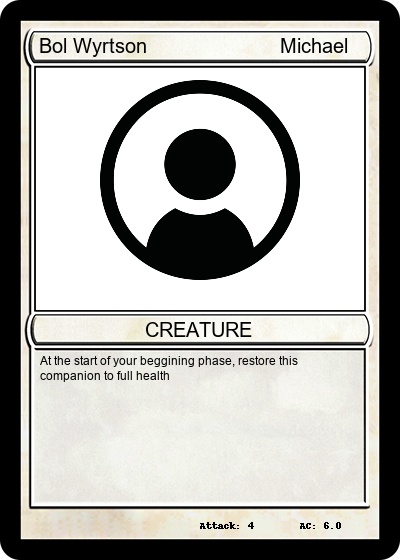 Bol Wyrtson Michael
CREATURE
At the start of your beggining phase, restore this
companion to full health
Attack: 4 AC: 6.0